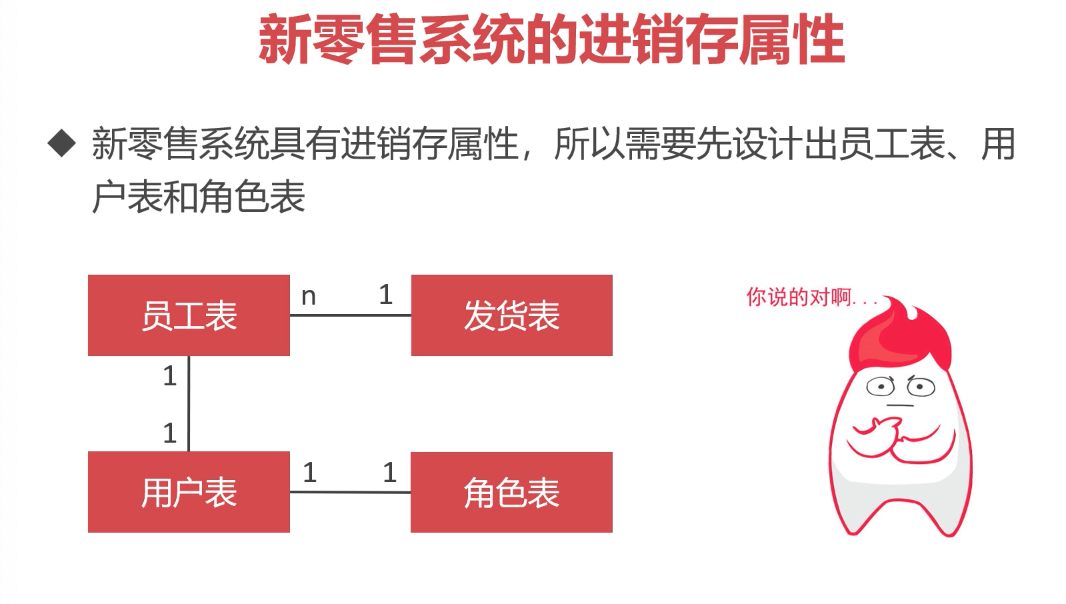 新零售系统的进销存属性
◆ 新零售系统具有进销存属性，所以需要先设计出员工表、用
户表和角色表
员工表 n 1 发货表
你说的对啊...
1
1
用户表 1 1 角色表